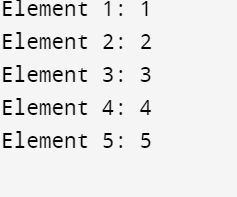 Element 1: 1
Element 2: 2
Element 3: 3
Element 4: 4
Element 5: 5